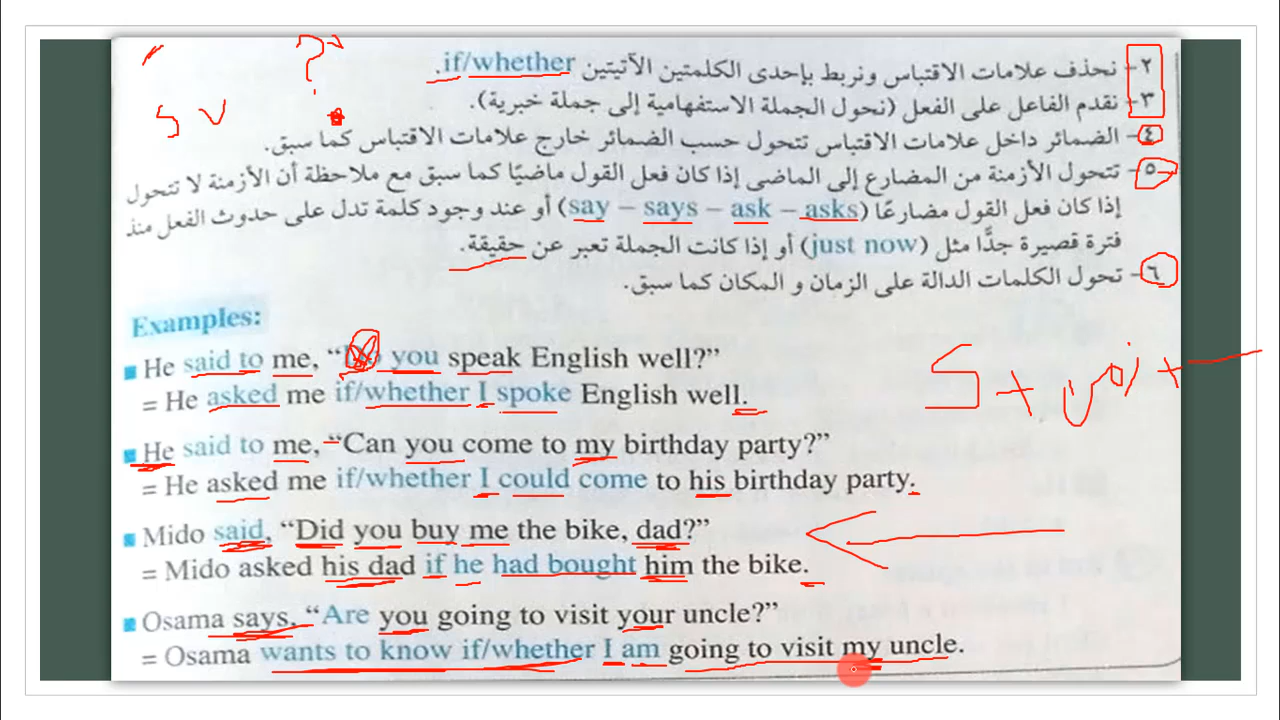 ٢- نحذف علامات الاقتباس ونربط بإحدى الكلمتين الآتيتين if/whether.
٣- نقدم الفاعل على الفعل (نحول الجملة الاستفهامية إلى جملة خبرية).
٤- الضمائر داخل علامات الاقتباس تتحول حسب الضمائر خارج علامات الاقتباس كما سبق.
٥- تتحول الأزمنة من المضارع إلى الماضى إذا كان فعل القول ماضيًا كما سبق مع ملاحظة أن الأزمنة لا تتحول
إذا كان فعل القول مضارعًا (say – says – ask – asks) أو عند وجود كلمة تدل على حدوث الفعل منذ
فترة قصيرة جدًّا مثل (just now) أو إذا كانت الجملة تعبر عن حقيقة.
٦- تحول الكلمات الدالة على الزمان و المكان كما سبق.
S V ?
Examples:
He said to me, “Do you speak English well?”
= He asked me if/whether I spoke English well.
He said to me, “Can you come to my birthday party?”
= He asked me if/whether I could come to his birthday party.
Mido said, “Did you buy me the bike, dad?”
= Mido asked his dad if he had bought him the bike.
Osama says, “Are you going to visit your uncle?”
= Osama wants to know if/whether I am going to visit my uncle.